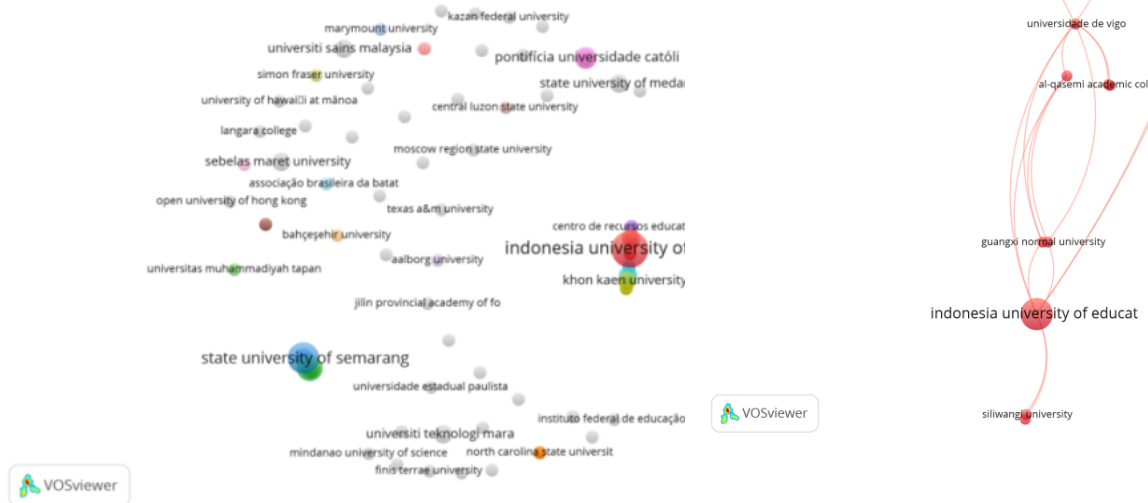 kazan federal university
marymount university
universiti sains malaysia
pontifícia universidade católi
simon fraser university
state university of medar
university of hawai▯i at mānoa
central luzon state university
langara college
moscow region state university
sebelas maret university
associação brasileira da batat
open university of hong kong
texas a&m university
centro de recursos educat
bahçeşehir university
indonesia university of
aalborg university
universitas muhammadiyah tapan
khon kaen university
jilin provincial academy of fo
state university of semarang
universidade estadual paulista
instituto federal de educação
universiti teknologi mara
mindanao university of science
north carolina state universit
finis terrae university
VOSviewer
universidade de vigo
al-qasemi academic col
guangxi normal university
indonesia university of educat
siliwangi university
VOSviewer